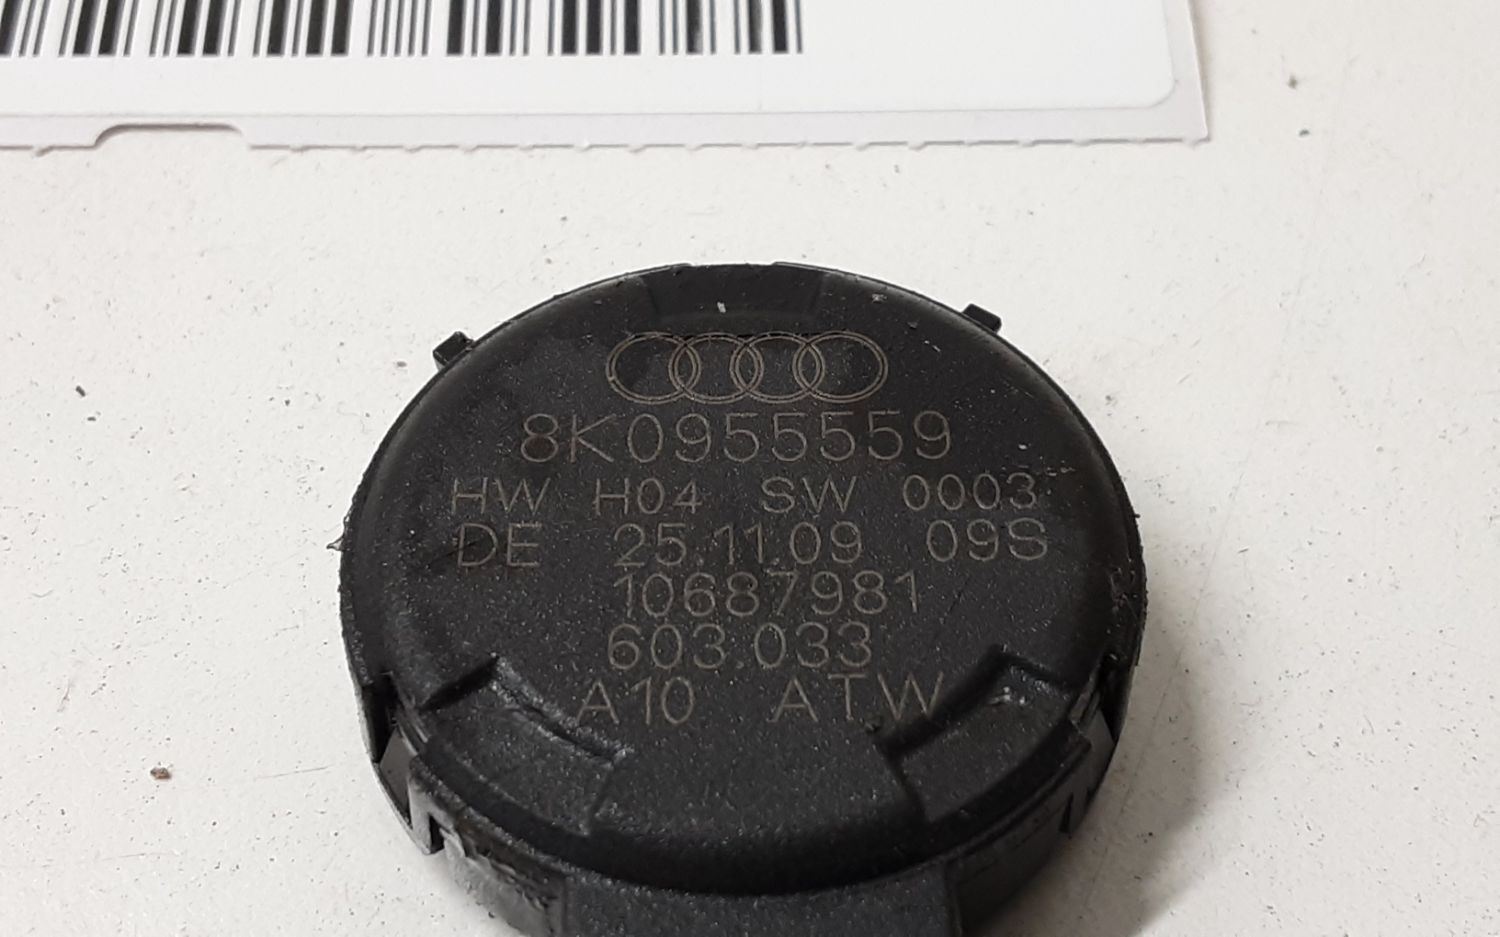 8K0955559
HW H04 SW 0003
DE 25.11.09 09S
10687981
603.033
A10 ATW